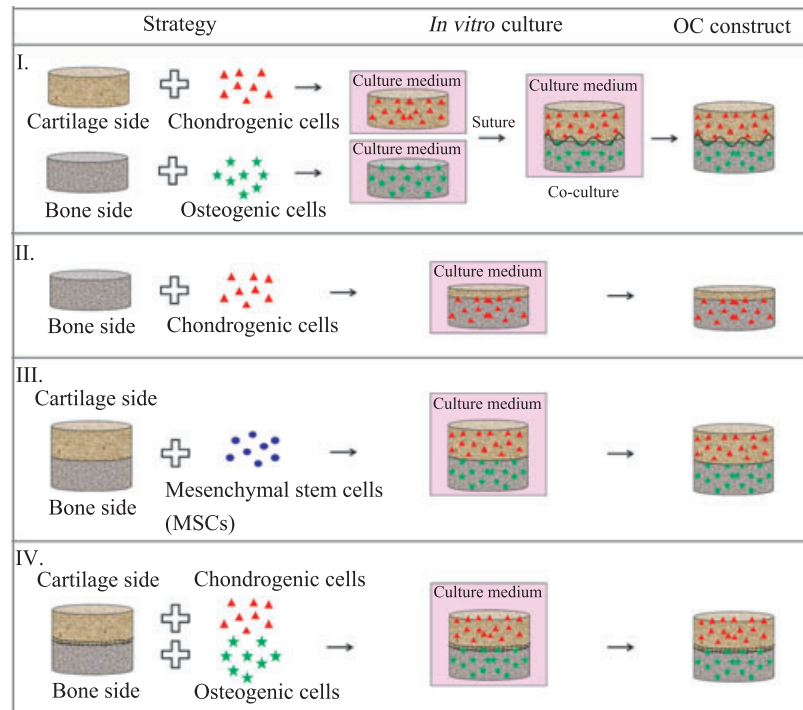 Strategy
In vitro culture
OC construct
I.
Cartilage side
Chondrogenic cells
Bone side
Osteogenic cells
Culture medium
Culture medium
Suture
Culture medium
Co-culture
II.
Bone side
Chondrogenic cells
Culture medium
III.
Cartilage side
Bone side
Mesenchymal stem cells
(MSCs)
Culture medium
IV.
Cartilage side
Bone side
Chondrogenic cells
Osteogenic cells
Culture medium